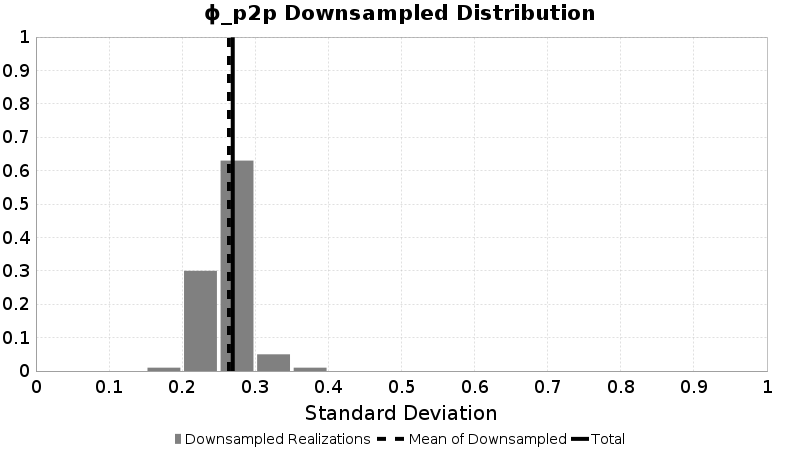 ϕ_p2p Downsampled Distribution
1
0.9
0.8
0.7
0.6
0.5
0.4
0.3
0.2
0.1
0
0 0.1 0.2 0.3 0.4 0.5 0.6 0.7 0.8 0.9 1
Standard Deviation
Downsampled Realizations Mean of Downsampled Total